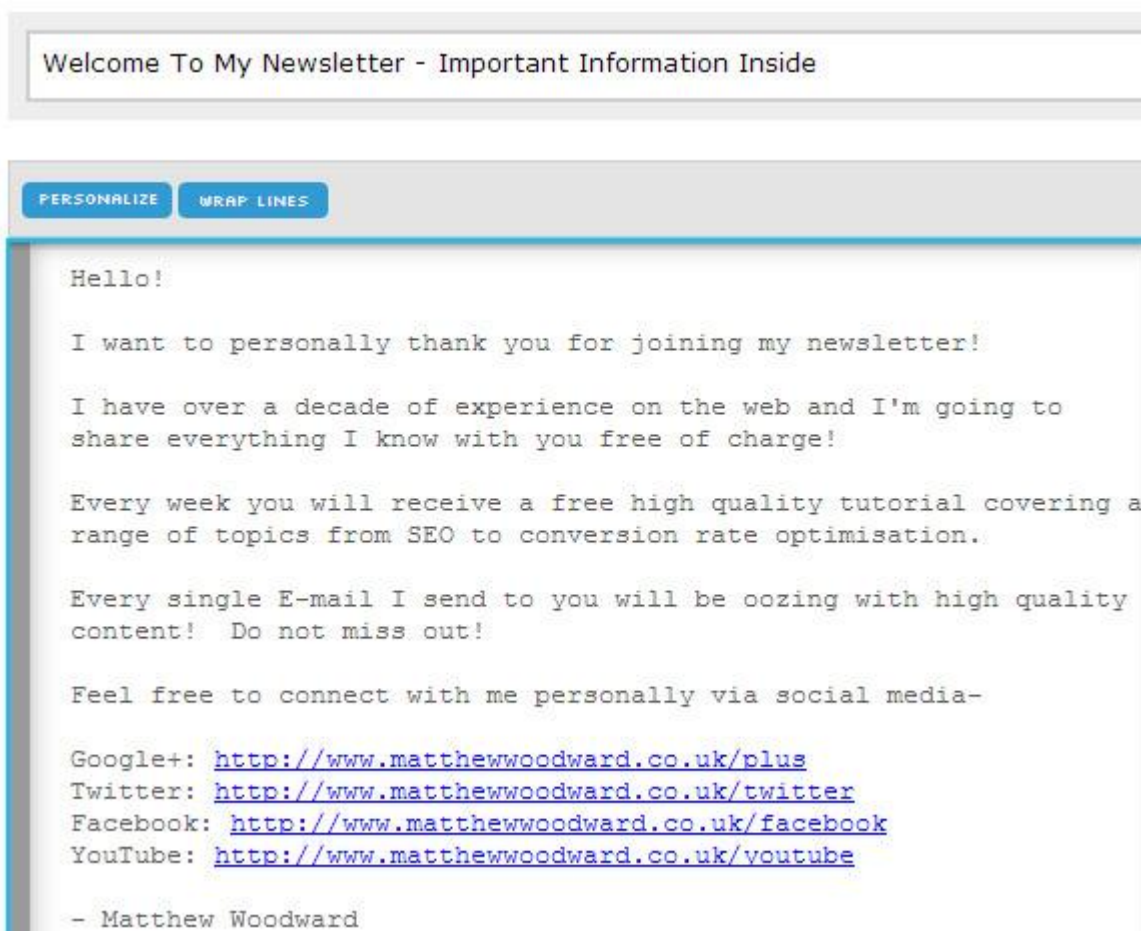 Welcome To My Newsletter - Important Information Inside
PERSONALIZE WRAP LINES
Hello!
I want to personally thank you for joining my newsletter!
I have over a decade of experience on the web and I'm going to
share everything I know with you free of charge!
Every week you will receive a free high quality tutorial covering a
range of topics from SEO to conversion rate optimisation.
Every single E-mail I send to you will be oozing with high quality
content!  Do not miss out!
Feel free to connect with me personally via social media-
Google+: http://www.matthewwoodward.co.uk/plus
Twitter: http://www.matthewwoodward.co.uk/twitter
Facebook: http://www.matthewwoodward.co.uk/facebook
YouTube: http://www.matthewwoodward.co.uk/youtube
- Matthew Woodward